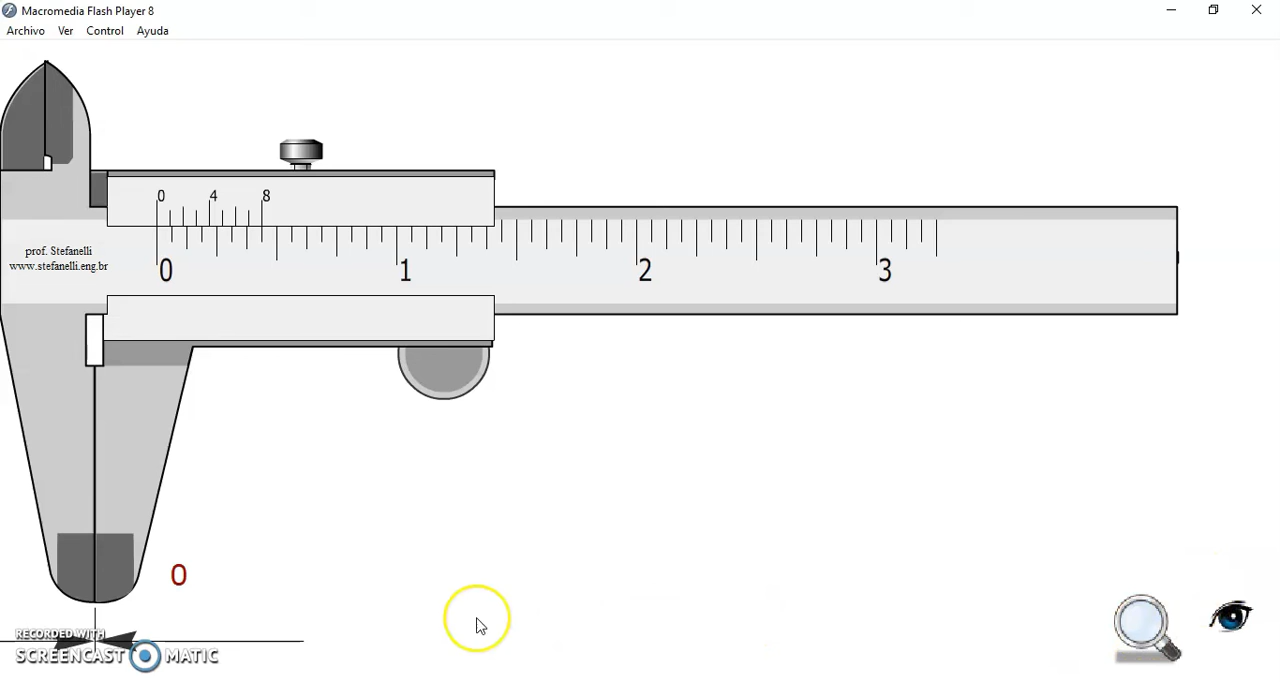 Macromedia Flash Player 8
Archivo Ver Control Ayuda
0 4 8
prof. Stefanelli
www.stefanelli.eng.br
0 1 2 3
0
RECORDED WITH
SCREENCAST MATIC